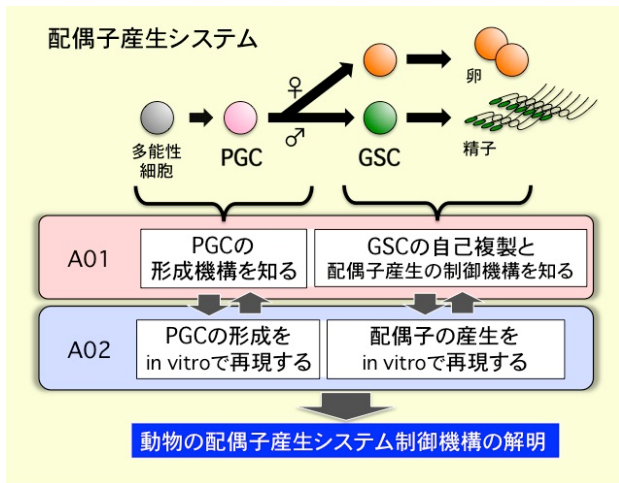 配偶子産生システム
♀
卵
多能性
細胞
PGC
♂
GSC
精子
A01
PGCの
形成機構を知る
GSCの自己複製と
配偶子産生の制御機構を知る
A02
PGCの形成を
in vitroで再現する
配偶子の産生を
in vitroで再現する
動物の配偶子産生システム制御機構の解明